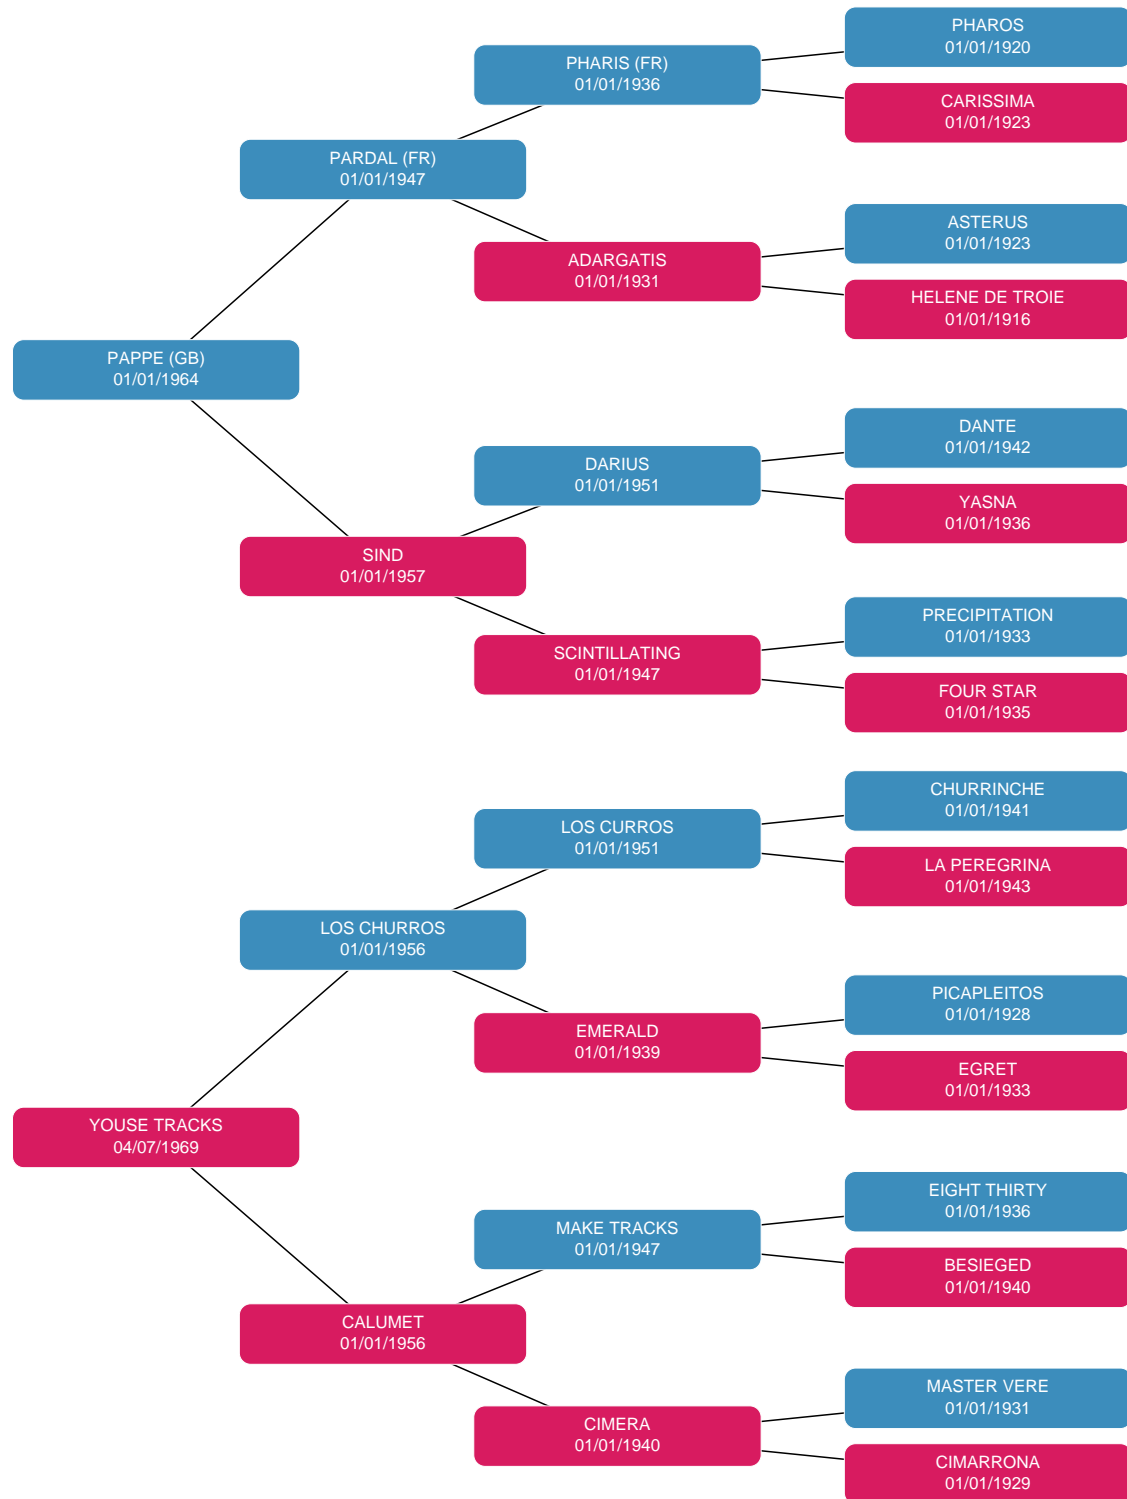 PHAROS
01/01/1920
PHARIS (FR)
01/01/1936
CARISSIMA
01/01/1923
PARDAL (FR)
01/01/1947
ASTERUS
01/01/1923
ADARGATIS
01/01/1931
HELENE DE TROIE
01/01/1916
PAPPE (GB)
01/01/1964
DANTE
01/01/1942
DARIUS
01/01/1951
YASNA
01/01/1936
SIND
01/01/1957
PRECIPITATION
01/01/1933
SCINTILLATING
01/01/1947
FOUR STAR
01/01/1935
CHURRINCHE
01/01/1941
LOS CURROS
01/01/1951
LA PEREGRINA
01/01/1943
LOS CHURROS
01/01/1956
PICAPLEITOS
01/01/1928
EMERALD
01/01/1939
EGRET
01/01/1933
YOUSE TRACKS
04/07/1969
EIGHT THIRTY
01/01/1936
MAKE TRACKS
01/01/1947
BESIEGED
01/01/1940
CALUMET
01/01/1956
MASTER VERE
01/01/1931
CIMERA
01/01/1940
CIMARRONA
01/01/1929